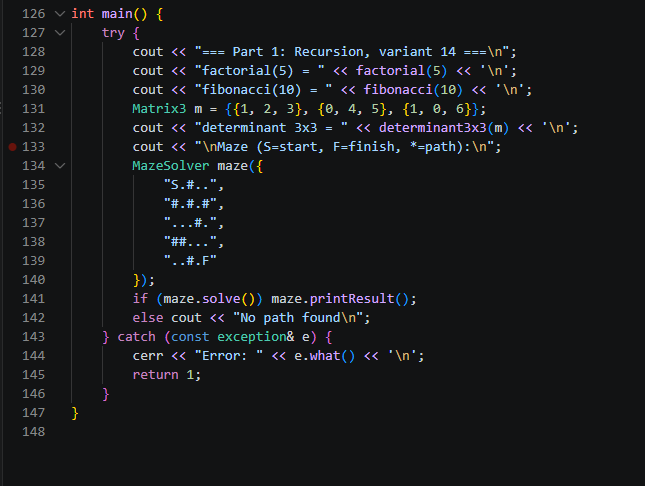 126 int main() {
127 try {
128 cout << "=== Part 1: Recursion, variant 14 ===\n";
129 cout << "factorial(5) = " << factorial(5) << '\n';
130 cout << "fibonacci(10) = " << fibonacci(10) << '\n';
131 Matrix3 m = {{1, 2, 3}, {0, 4, 5}, {1, 0, 6}};
132 cout << "determinant 3x3 = " << determinant3x3(m) << '\n';
133 cout << "\nMaze (S=start, F=finish, *=path):\n";
134 MazeSolver maze({
135 "S.#..",
136 "#.#.#",
137 "...#.",
138 "##...",
139 "..#.F"
140 });
141 if (maze.solve()) maze.printResult();
142 else cout << "No path found\n";
143 } catch (const exception& e) {
144 cerr << "Error: " << e.what() << '\n';
145 return 1;
146 }
147 }
148